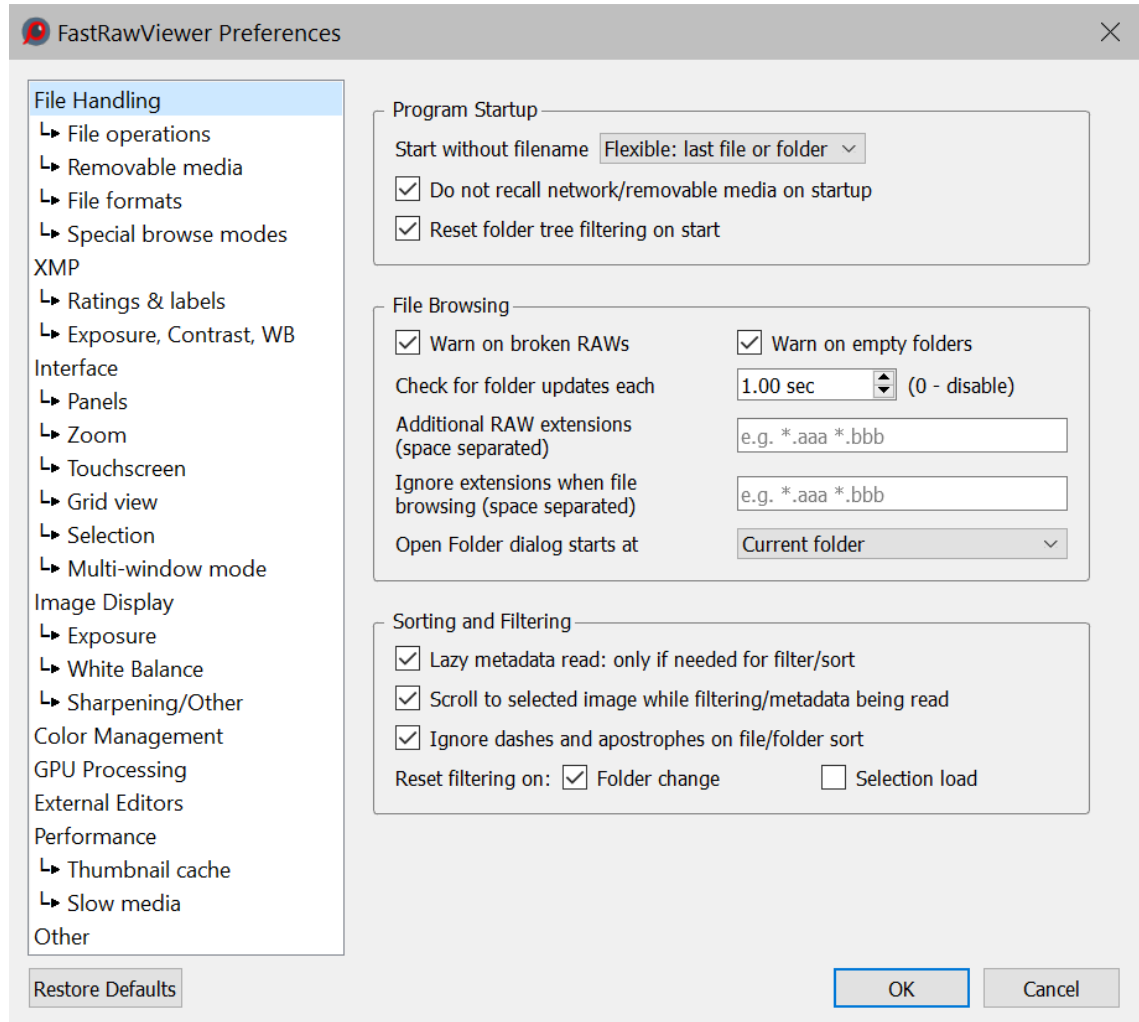 FastRawViewer Preferences
File Handling
File operations
Removable media
File formats
Special browse modes
XMP
Ratings & labels
Exposure, Contrast, WB
Interface
Panels
Zoom
Touchscreen
Grid view
Selection
Multi-window mode
Image Display
Exposure
White Balance
Sharpening/Other
Color Management
GPU Processing
External Editors
Performance
Thumbnail cache
Slow media
Other
Restore Defaults
Program Startup
Start without filename Flexible: last file or folder
Do not recall network/removable media on startup
Reset folder tree filtering on start
File Browsing
Warn on broken RAWs Warn on empty folders
Check for folder updates each 1.00 sec (0 - disable)
Additional RAW extensions
(space separated)
e.g. *.aaa *.bbb
Ignore extensions when file
browsing (space separated)
e.g. *.aaa *.bbb
Open Folder dialog starts at Current folder
Sorting and Filtering
Lazy metadata read: only if needed for filter/sort
Scroll to selected image while filtering/metadata being read
Ignore dashes and apostrophes on file/folder sort
Reset filtering on: Folder change Selection load
OK Cancel